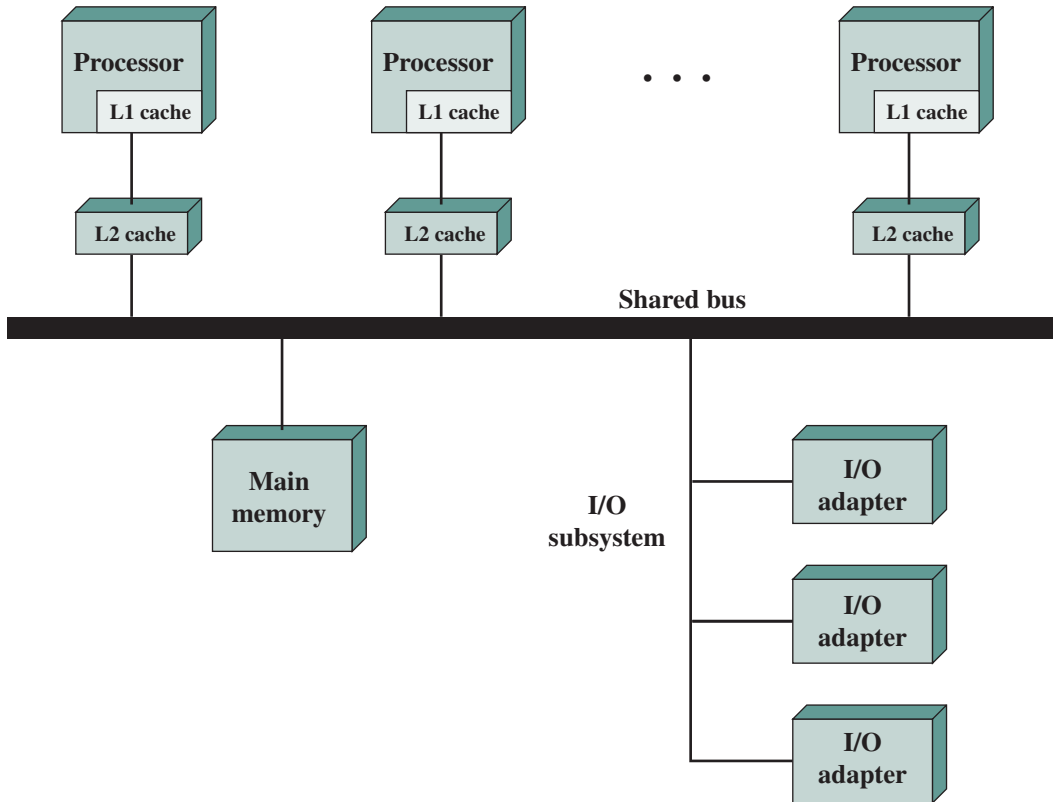 Processor
L1 cache
L2 cache
Processor
L1 cache
L2 cache
. . .
Processor
L1 cache
L2 cache
Shared bus
Main
memory
I/O
subsystem
I/O
adapter
I/O
adapter
I/O
adapter